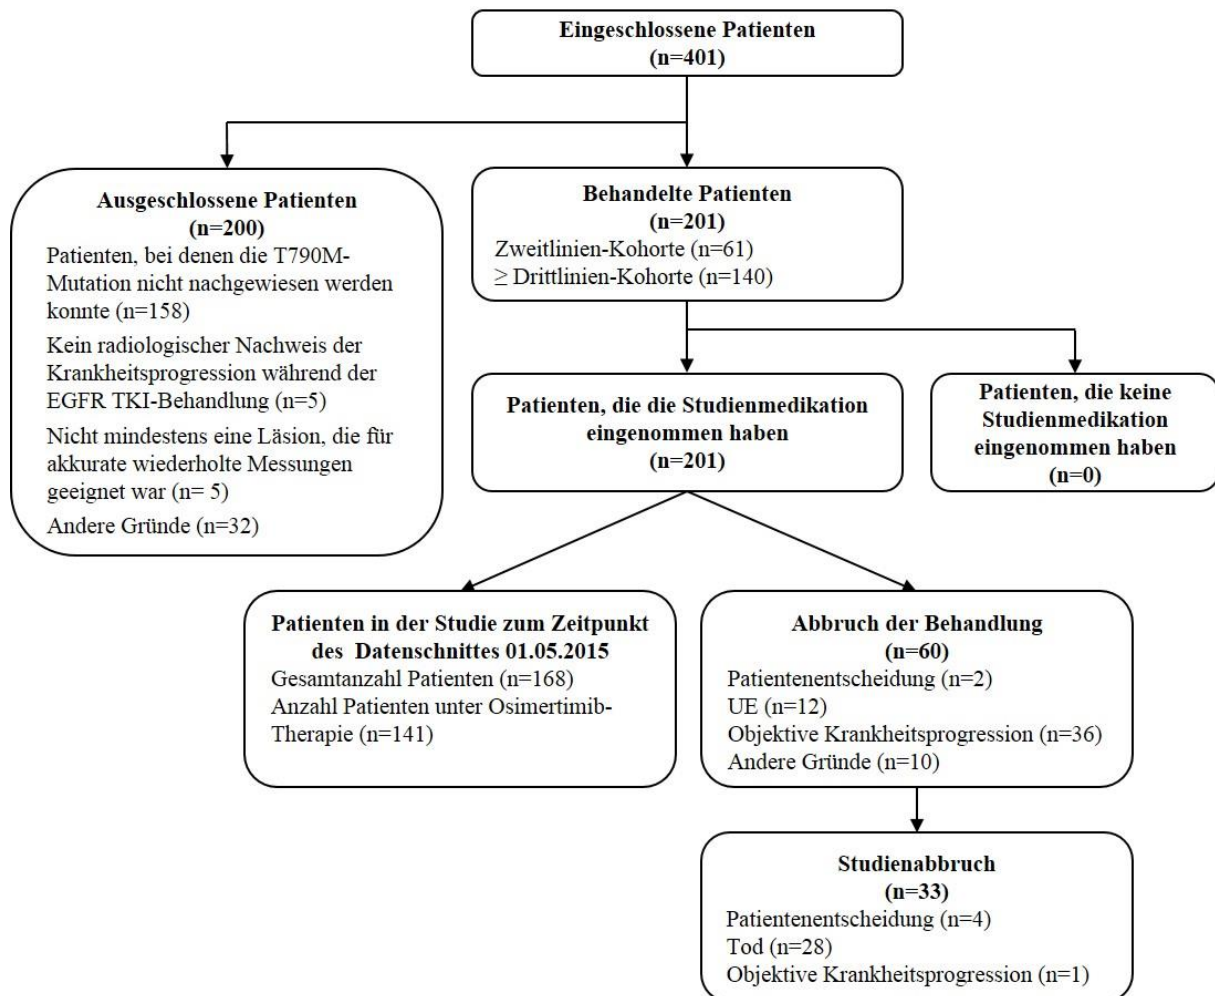 Eingeschlossene Patienten
(n=401)
Ausgeschlossene Patienten
(n=200)
Patienten, bei denen die T790M-
Mutation nicht nachgewiesen werden
konnte (n=158)
Kein radiologischer Nachweis der
Krankheitsprogression während der
EGFR TKI-Behandlung (n=5)
Nicht mindestens eine Läsion, die für
akkurate wiederholte Messungen
geeignet war (n= 5)
Andere Gründe (n=32)
Behandelte Patienten
(n=201)
Zweitlinien-Kohorte (n=61)
≥ Drittlinien-Kohorte (n=140)
Patienten, die die Studienmedikation
eingenommen haben
(n=201)
Patienten, die keine
Studienmedikation
eingenommen haben
(n=0)
Patienten in der Studie zum Zeitpunkt
des Datenschnittes 01.05.2015
Gesamtanzahl Patienten (n=168)
Anzahl Patienten unter Osimertimib-
Therapie (n=141)
Abbruch der Behandlung
(n=60)
Patientenentscheidung (n=2)
UE (n=12)
Objektive Krankheitsprogression (n=36)
Andere Gründe (n=10)
Studienabbruch
(n=33)
Patientenentscheidung (n=4)
Tod (n=28)
Objektive Krankheitsprogression (n=1)